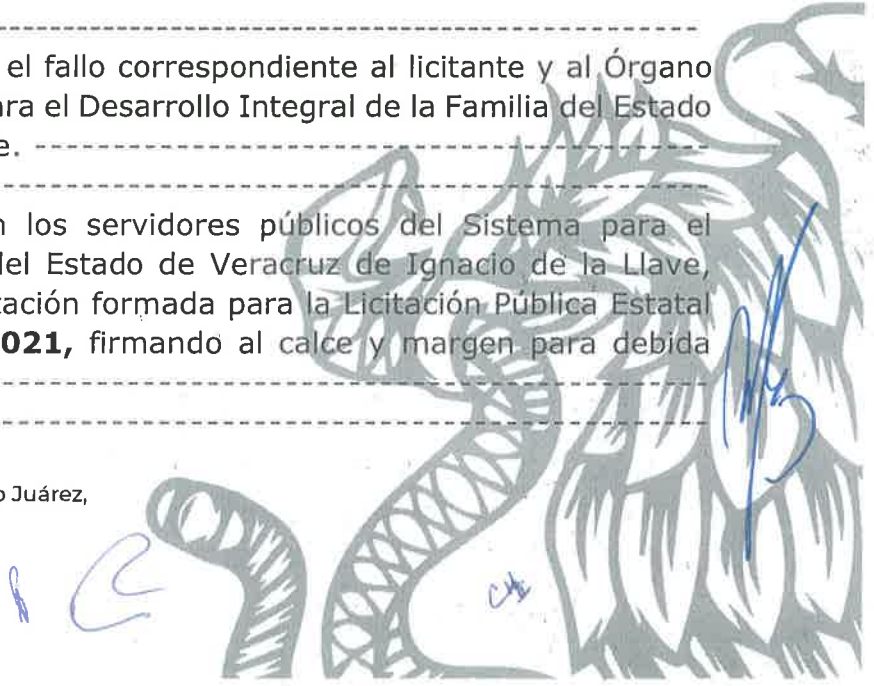 el fallo correspondiente al licitante y al Órgano
ara el Desarrollo Integral de la Familia del Estado
e. ------------------------------
los servidores públicos del Sistema para el
del Estado de Veracruz de Ignacio de la Llave,
tación formada para la Licitación Pública Estatal
021, firmando al calce y margen para debida
o Juárez,